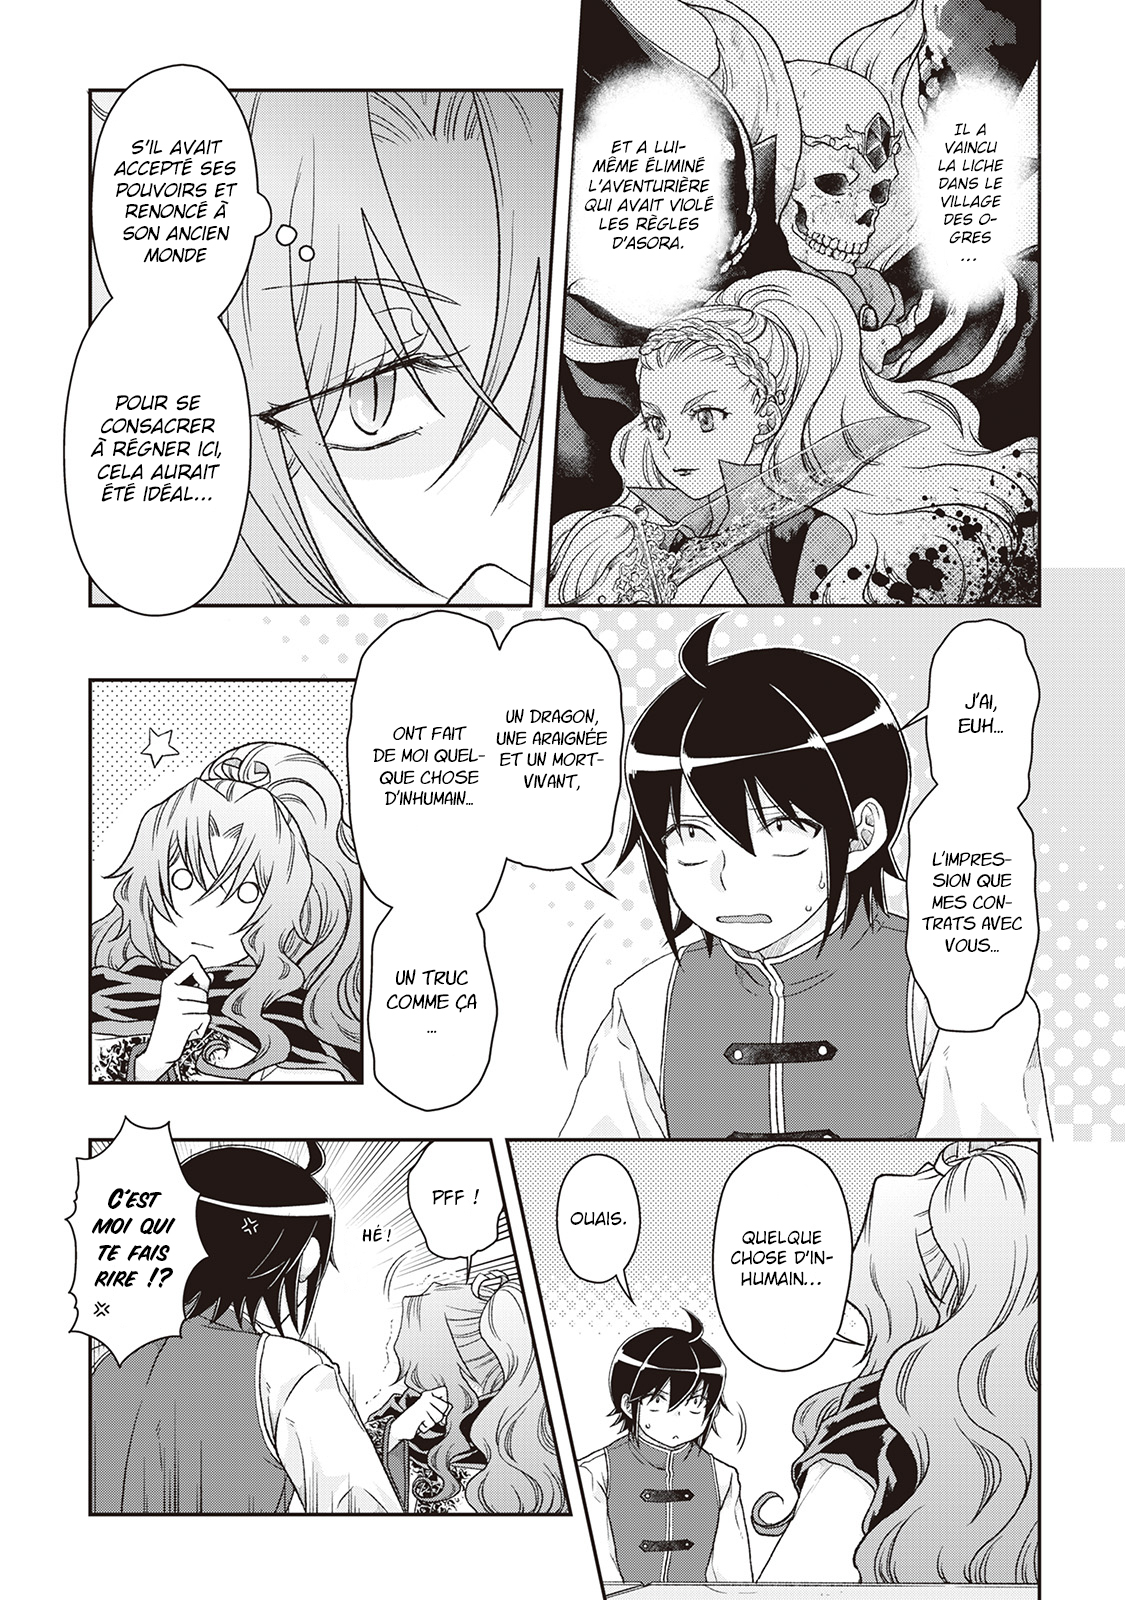 IL A
VAINCU
LA LICHE
DANS LE
VILLAGE
DES O-
GRES
...
ET A LUI-
MÊME ÉLIMINÉ
L'AVENTURIÈRE
QUI AVAIT VIOLÉ
LES RÈGLES
D'ASORA.
S'IL AVAIT
ACCEPTÉ SES
POUVOIRS ET
RENONCÉ À
SON ANCIEN
MONDE
POUR SE
CONSACRER
À RÉGNER ICI,
CELA AURAIT
ÉTÉ IDÉAL...
J'AI,
EUH...
L'IMPRES-
SION QUE
MES CON-
TRATS AVEC
VOUS...
UN DRAGON,
UNE ARAIGNÉE
ET UN MORT-
VIVANT,
ONT FAIT
DE MOI QUEL-
QUE CHOSE
D'INHUMAIN...
UN TRUC
COMME ÇA
...
QUELQUE
CHOSE D'IN-
HUMAIN...
OUAIS.
PFF !
HÉ !
C'EST
MOI QUI
TE FAIS
RIRE !?